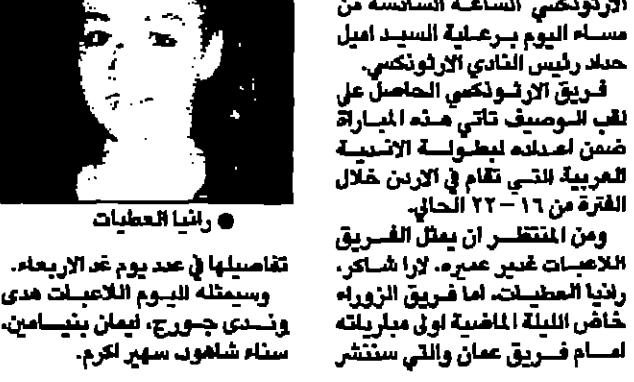 الارثوذكسي الساعة السادسة من
مساء اليوم برعاية السيد اميل
حداد رئيس النادي الارثوذكسي.
فريق الارثوذكسي الحاصل على
لقب الوصيف تأتي هذه المباراة
ضمن اعداده لبطولة الاندية
العربية التي تقام في الاردن خلال
الفترة من ١٦ – ٢٢ الحالي.
ومن المنتظر ان يمثل الفريق
اللاعبات غدير عميره، لارا شاكر،
رانيا العطيات، اما فريق الزوراء
خاض الليلة الماضية اولى مبارياته
امام فريق عمان والتي سننشر
● رانيا العطيات
تفاصيلها في عدد يوم غد الاربعاء.
وسيمثله اليوم اللاعبات هدى
وندى جورج، ايمان بنيامين،
سناء شاهود، سهير اكرم.